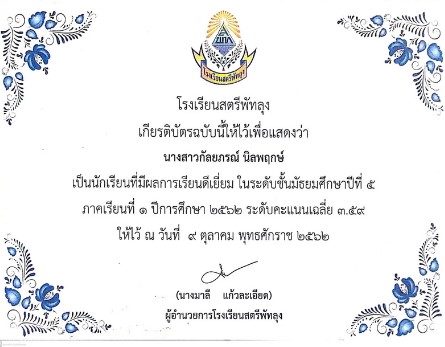 โรงเรียนสตรีพัทลุง
โรงเรียนสตรีพัทลุง
เกียรติบัตรฉบับนี้ให้ไว้เพื่อแสดงว่า
นางสาวกัลยภรณ์ นิลพฤกษ์
เป็นนักเรียนที่มีผลการเรียนดีเยี่ยม ในระดับชั้นมัธยมศึกษาปีที่ ๕
ภาคเรียนที่ ๑ ปีการศึกษา ๒๕๖๒ ระดับคะแนนเฉลี่ย ๓.๕๙
ให้ไว้ ณ วันที่ ๙ ตุลาคม พุทธศักราช ๒๕๖๒
(นางมาลี แก้วละเอียด)
ผู้อำนวยการโรงเรียนสตรีพัทลุง